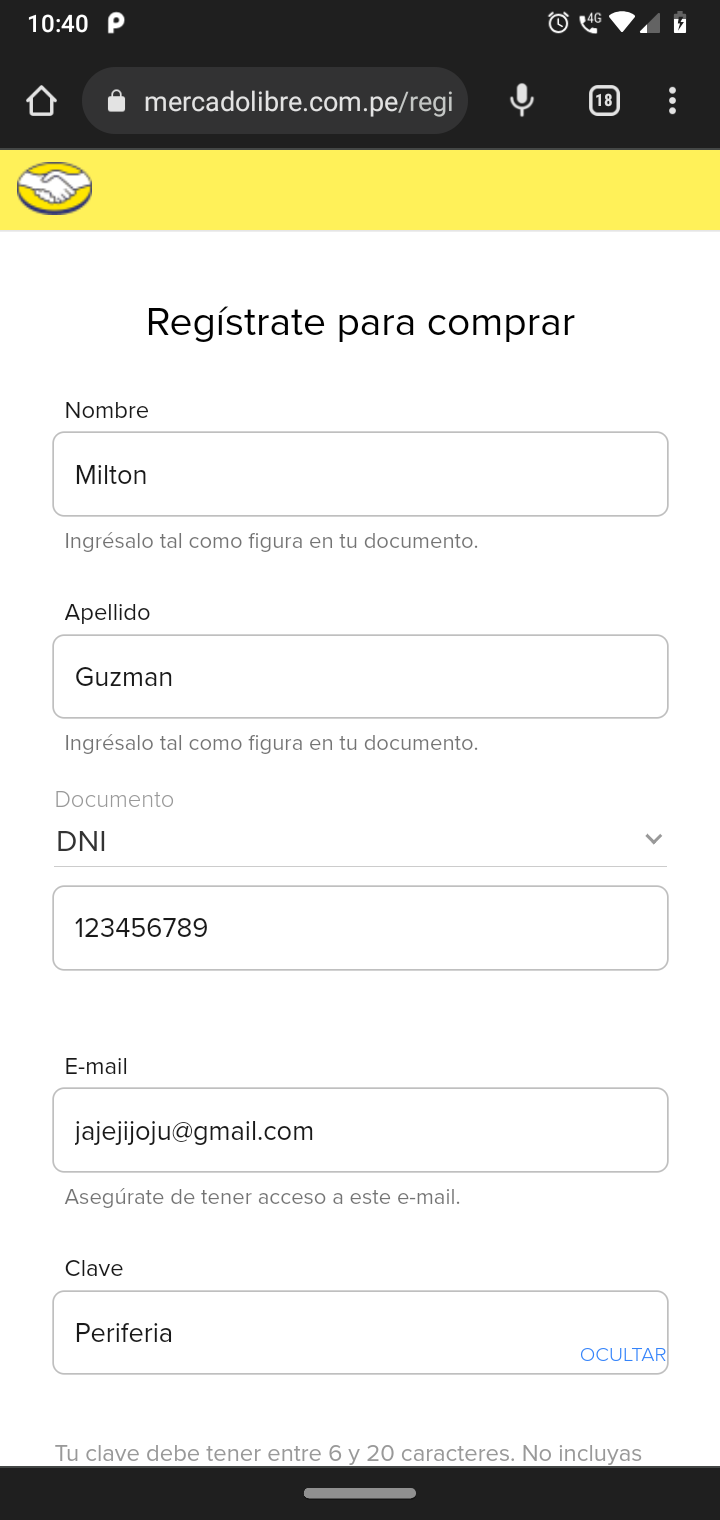 10:40
4G
mercadolibre.com.pe/regi
18
Regístrate para comprar
Nombre
Milton
Ingrésalo tal como figura en tu documento.
Apellido
Guzman
Ingrésalo tal como figura en tu documento.
Documento
DNI
123456789
E-mail
jajejijoju@gmail.com
Asegúrate de tener acceso a este e-mail.
Clave
Periferia
OCULTAR
Tu clave debe tener entre 6 y 20 caracteres. No incluyas